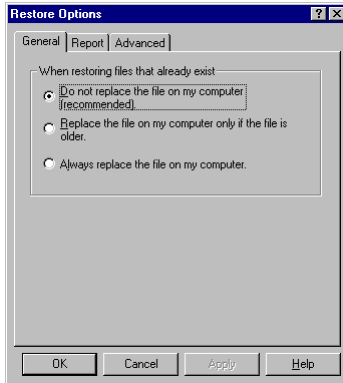 Restore Options
General Report Advanced
When restoring files that already exist
Do not replace the file on my computer
(recommended).
Replace the file on my computer only if the file is
older.
Always replace the file on my computer.
OK Cancel Apply Help